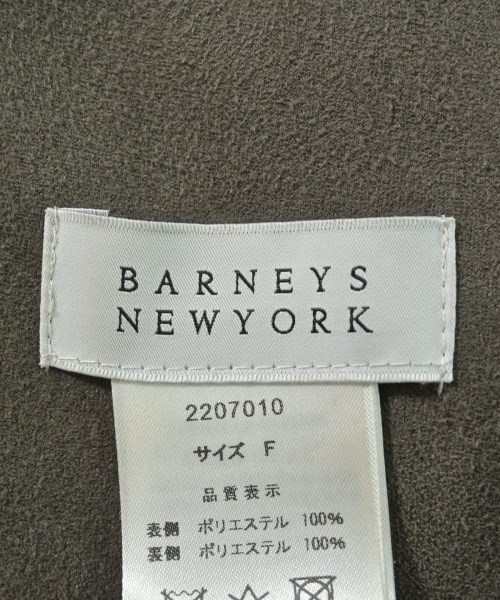 BARNEYS
NEWYORK
2207010
サイズ F
品質表示
表側 ポリエステル 100%
裏側 ポリエステル 100%